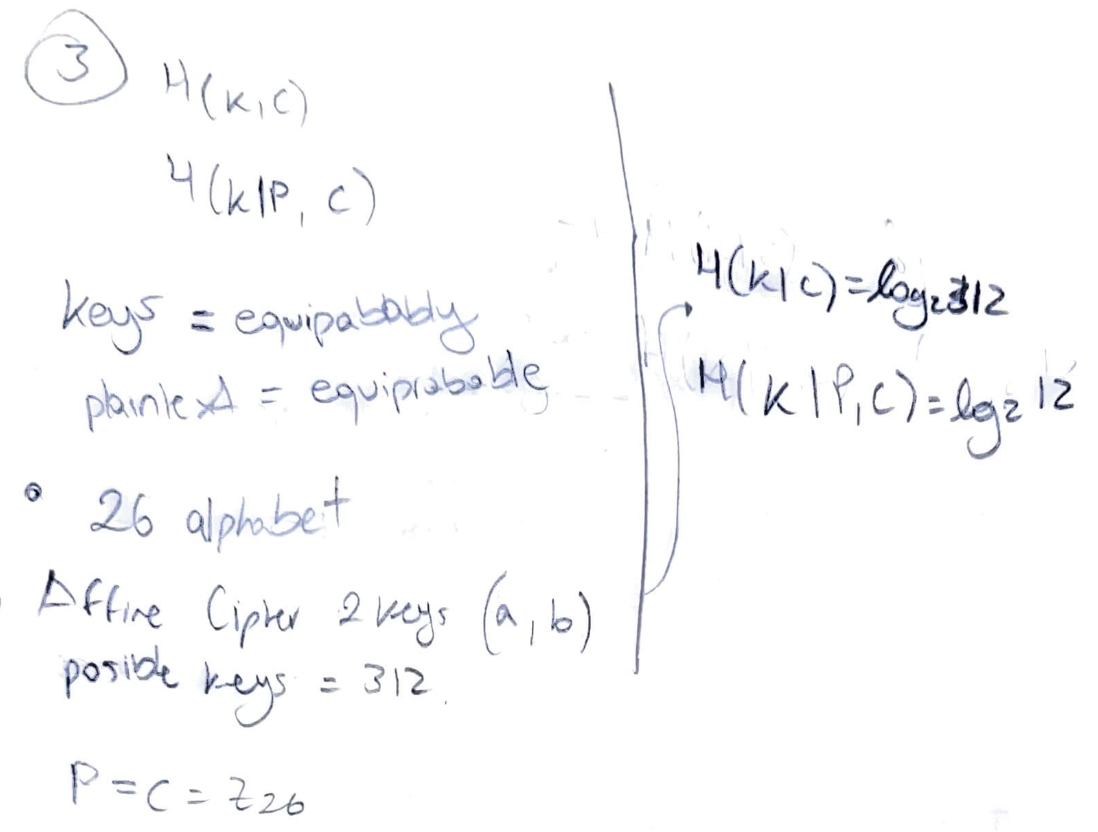 3
H(K,C)
H(K|P, C)
keys = equipabably
plaintext = equiprobable
• 26 alphabet
Affine Cipher 2 keys (a, b)
posible keys = 312.
P = C = Z26
H(K|C) = log2 312
H(K|P,C) = log2 12